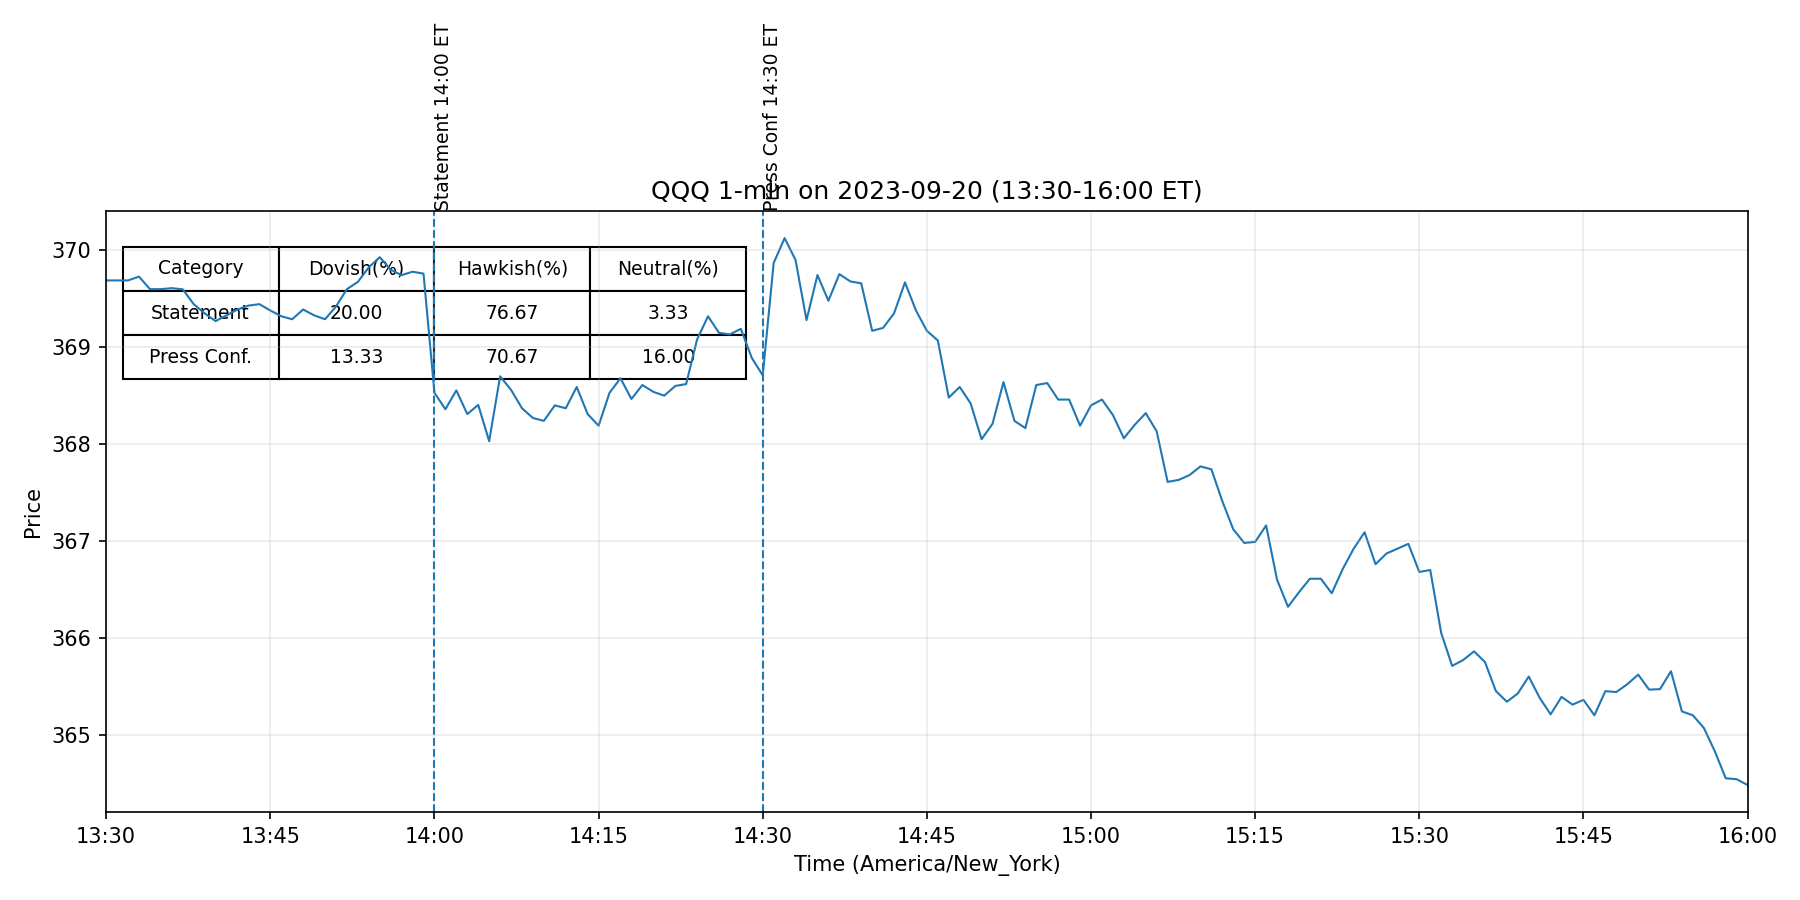 Statement 14:00 ET
Press Conf 14:30 ET
QQQ 1-min on 2023-09-20 (13:30-16:00 ET)
Category Dovish(%) Hawkish(%) Neutral(%)
Statement 20.00 76.67 3.33
Press Conf. 13.33 70.67 16.00
370
369
368
367
366
365
Price
13:30 13:45 14:00 14:15 14:30 14:45 15:00 15:15 15:30 15:45 16:00
Time (America/New_York)